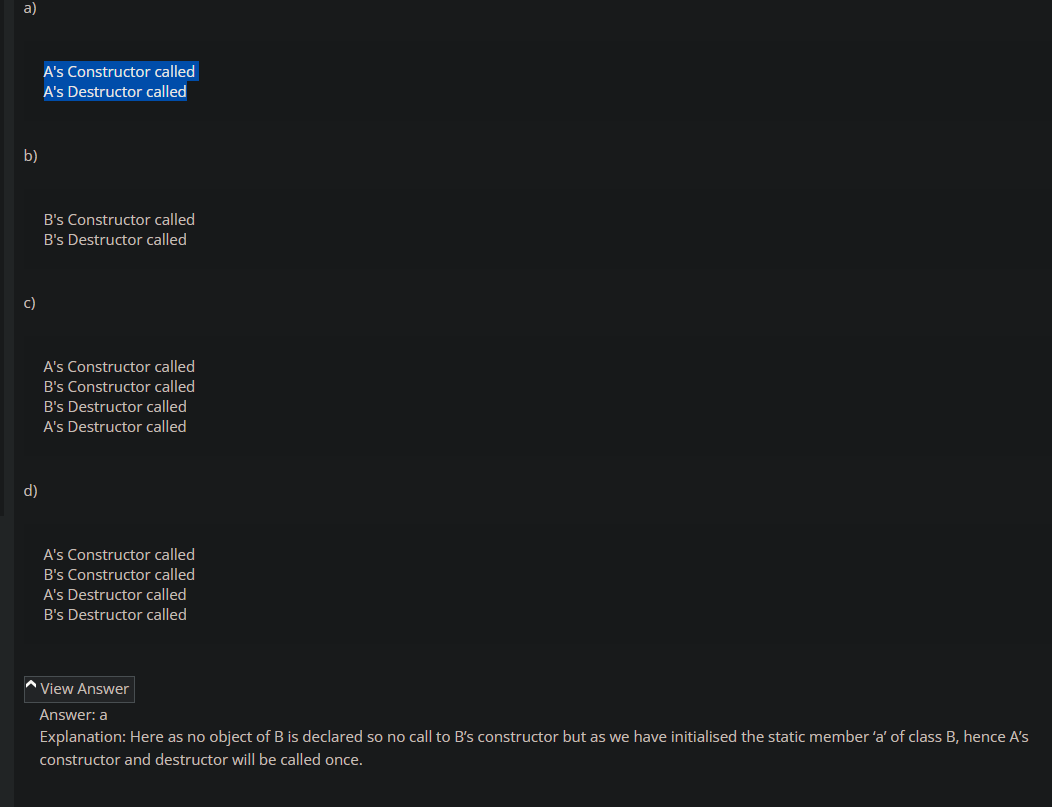 a)
A's Constructor called
A's Destructor called
b)
B's Constructor called
B's Destructor called
c)
A's Constructor called
B's Constructor called
B's Destructor called
A's Destructor called
d)
A's Constructor called
B's Constructor called
A's Destructor called
B's Destructor called
View Answer
Answer: a
Explanation: Here as no object of B is declared so no call to B’s constructor but as we have initialised the static member ‘a’ of class B, hence A’s
constructor and destructor will be called once.